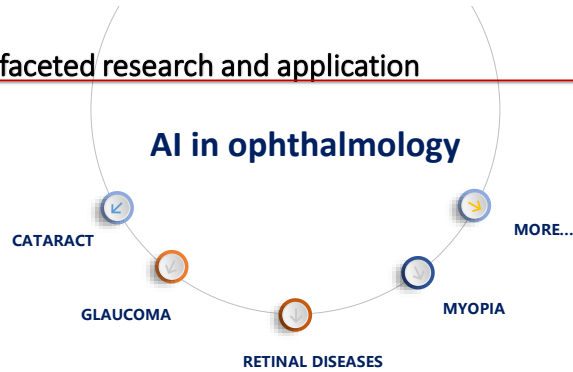 faceted research and application
AI in ophthalmology
CATARACT
MORE...
GLAUCOMA
MYOPIA
RETINAL DISEASES